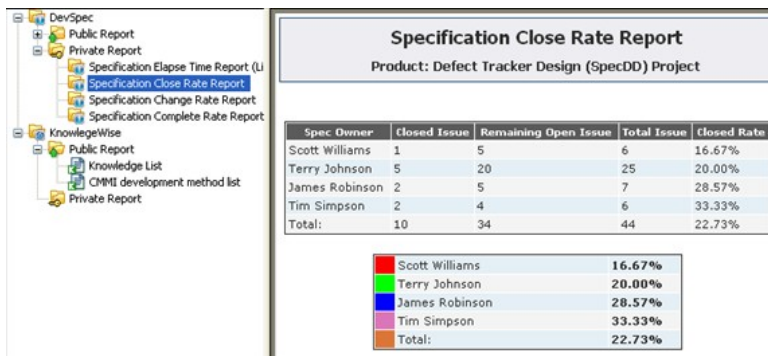 DevSpec
Public Report
Private Report
Specification Elapse Time Report (Li
Specification Close Rate Report
Specification Change Rate Report
Specification Complete Rate Report
KnowlegeWise
Public Report
Knowledge List
CMMI development method list
Private Report
Specification Close Rate Report
Product: Defect Tracker Design (SpecDD) Project
Spec Owner Closed Issue Remaining Open Issue Total Issue Closed Rate
Scott Williams 1 5 6 16.67%
Terry Johnson 5 20 25 20.00%
James Robinson 2 5 7 28.57%
Tim Simpson 2 4 6 33.33%
Total: 10 34 44 22.73%
Scott Williams 16.67%
Terry Johnson 20.00%
James Robinson 28.57%
Tim Simpson 33.33%
Total: 22.73%